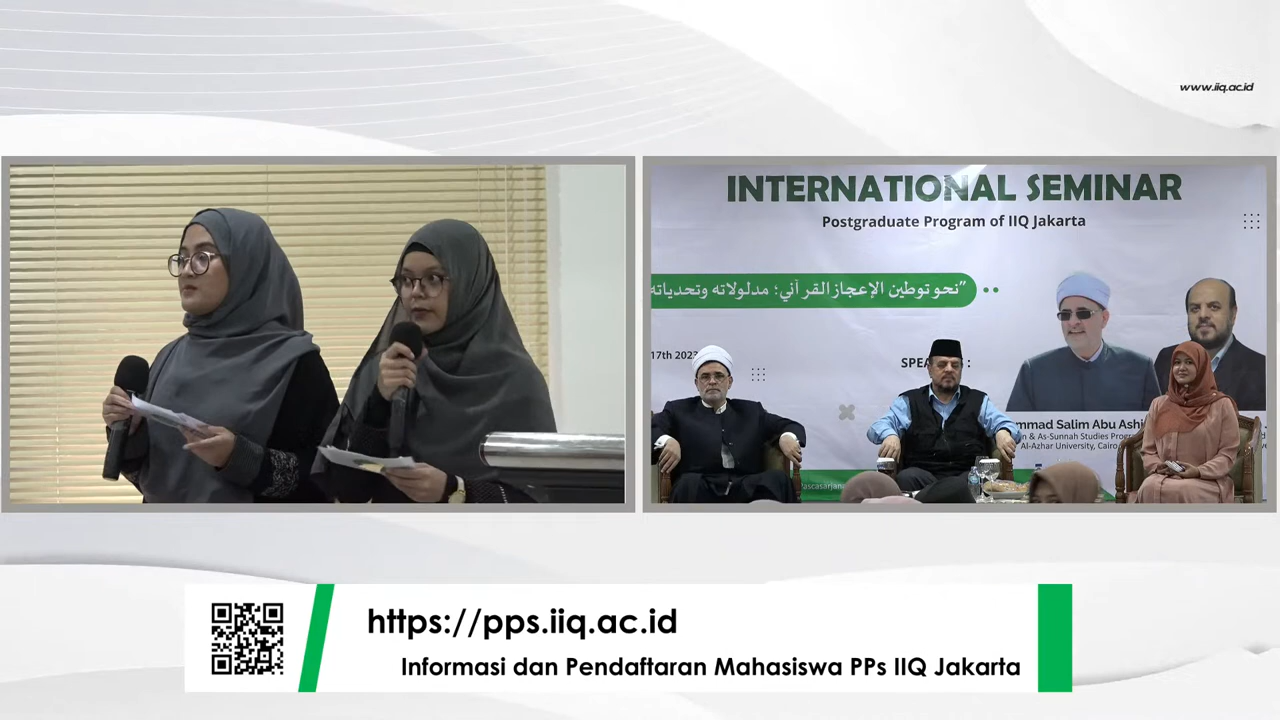 www.iiq.ac.id
INTERNATIONAL SEMINAR
Postgraduate Program of IIQ Jakarta
"نحو توطين الإعجاز القرآني؛ مدلولاته وتحدياته
17th 2023
:
mmad Salim Abu Ashi
n & As-Sunnah Studies Progr
Al-Azhar University, Cairo
https://pps.iiq.ac.id
Informasi dan Pendaftaran Mahasiswa PPs IIQ Jakarta